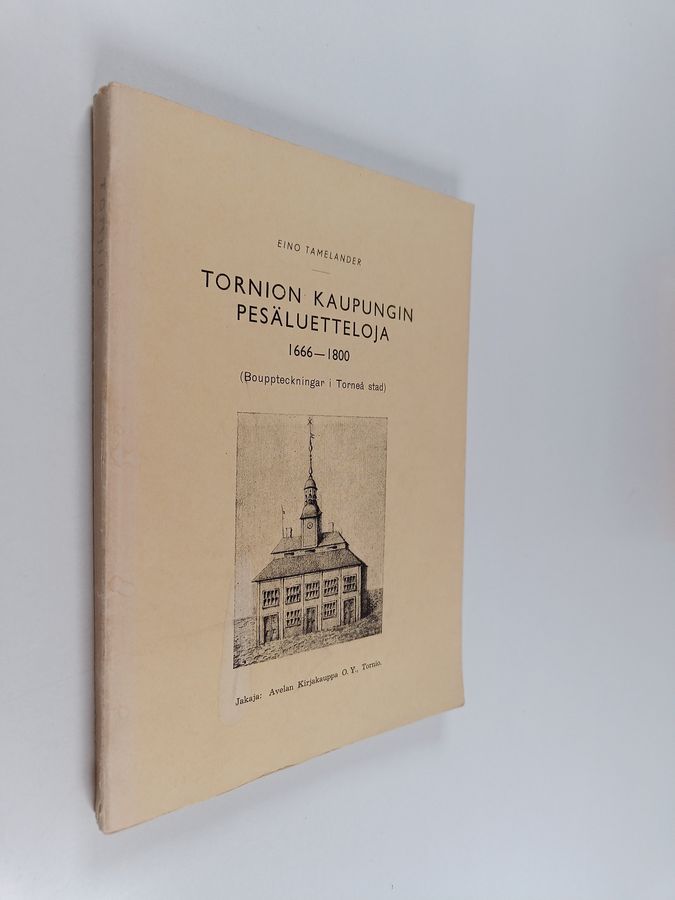 EINO TAMELANDER
TORNION KAUPUNGIN
PESÄLUETTELOJA
1666—1800
(Bouppteckningar i Torneå stad)
Jakaja: Avelan Kirjakauppa O. Y., Tornio.